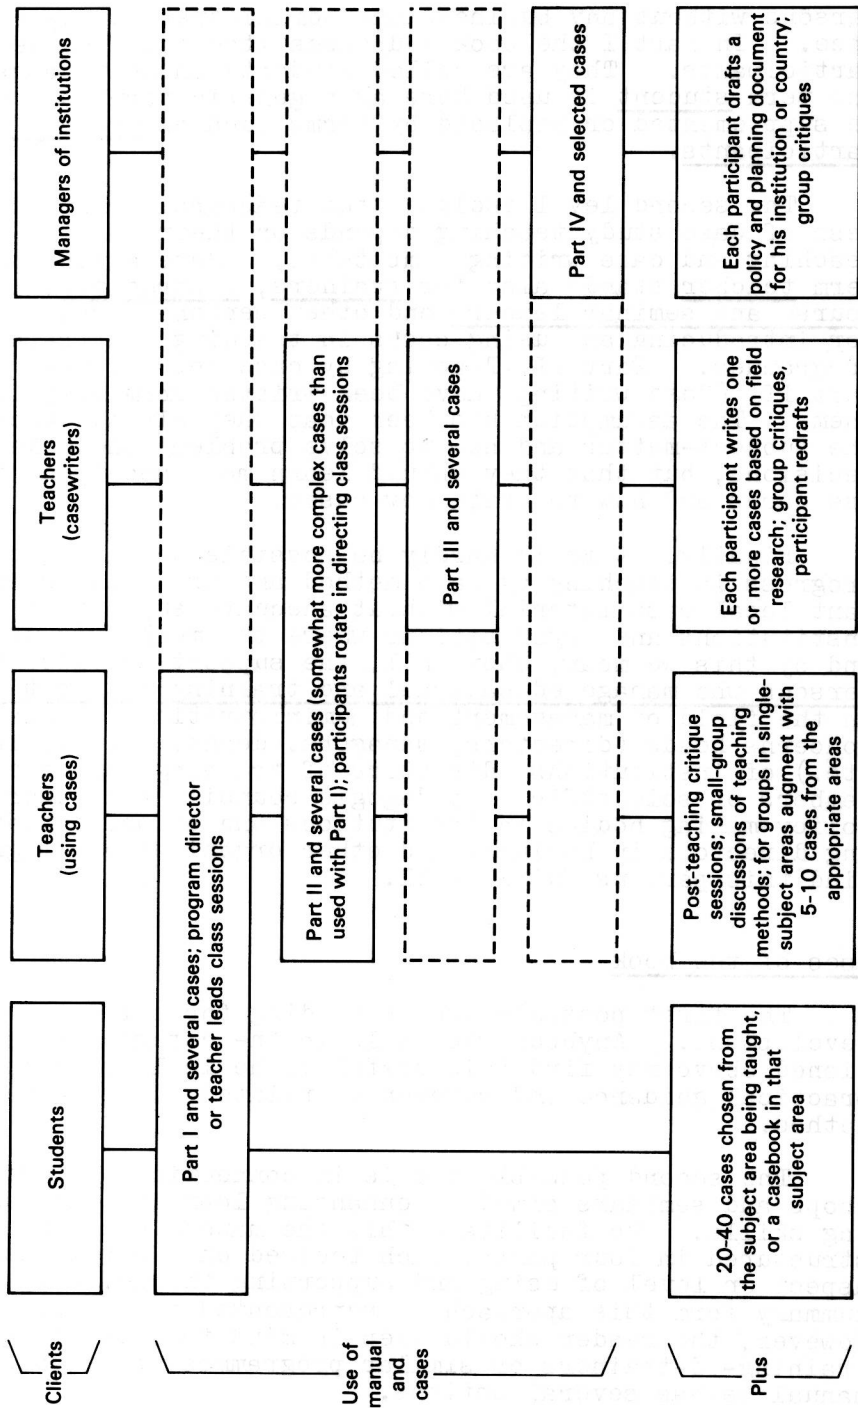 Clients
Students
Teachers
(using cases)
Teachers
(casewriters)
Managers of Institutions
Use of
manual
and
cases
Part I and several cases; program director
or teacher leads class sessions
Part II and several cases (somewhat more complex cases than
used with Part I); participants rotate in directing class sessions
Part III and several cases
Part IV and selected cases
Plus
20-40 cases chosen from
the subject area being taught,
or a casebook in that
subject area
Post-teaching critique
sessions; small-group
discussions of teaching
methods; for groups in single-
subject areas augment with
5-10 cases from the
appropriate areas
Each participant writes one
or more cases based on field
research; group critiques,
participant redrafts
Each participant drafts a
policy and planning document
for his institution or country;
group critiques